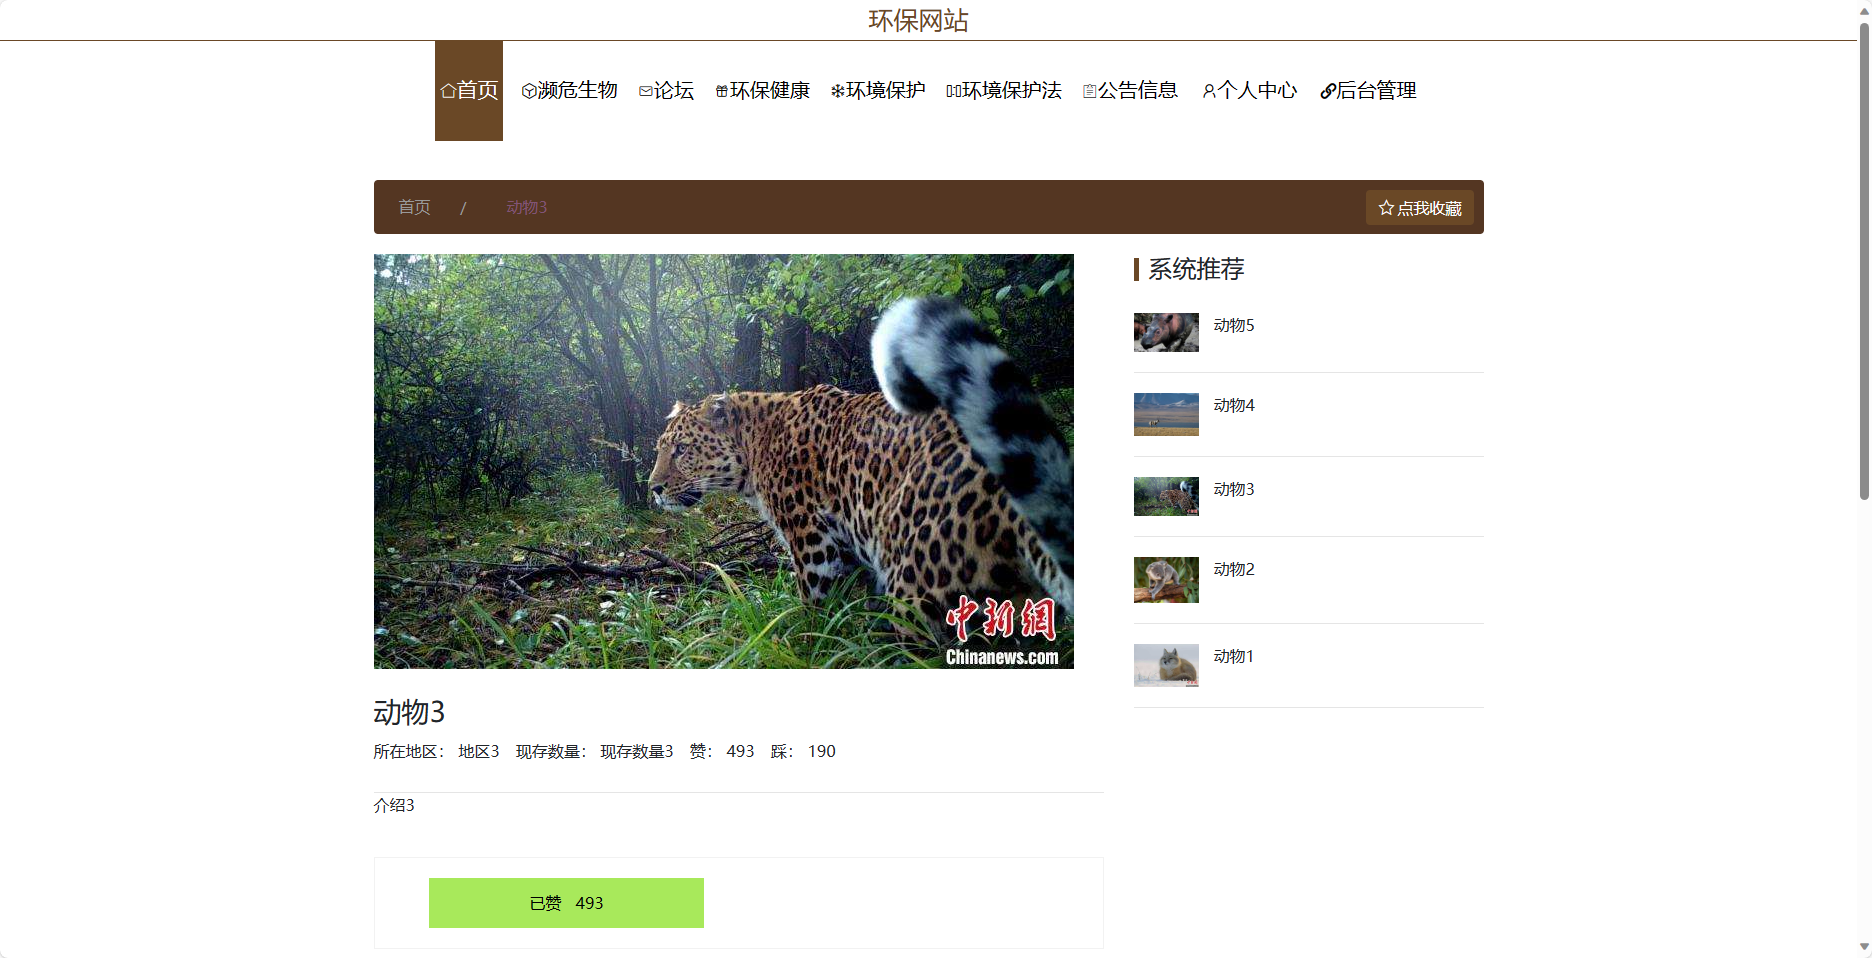 环保网站
首页 濒危生物 论坛 环保健康 环境保护 环境保护法 公告信息 个人中心 后台管理
首页 / 动物3 点我收藏
中新網
Chinanews.com
动物3
所在地区： 地区3 现存数量： 现存数量3 赞： 493 踩： 190
介绍3
已赞 493
系统推荐
动物5
动物4
动物3
动物2
动物1